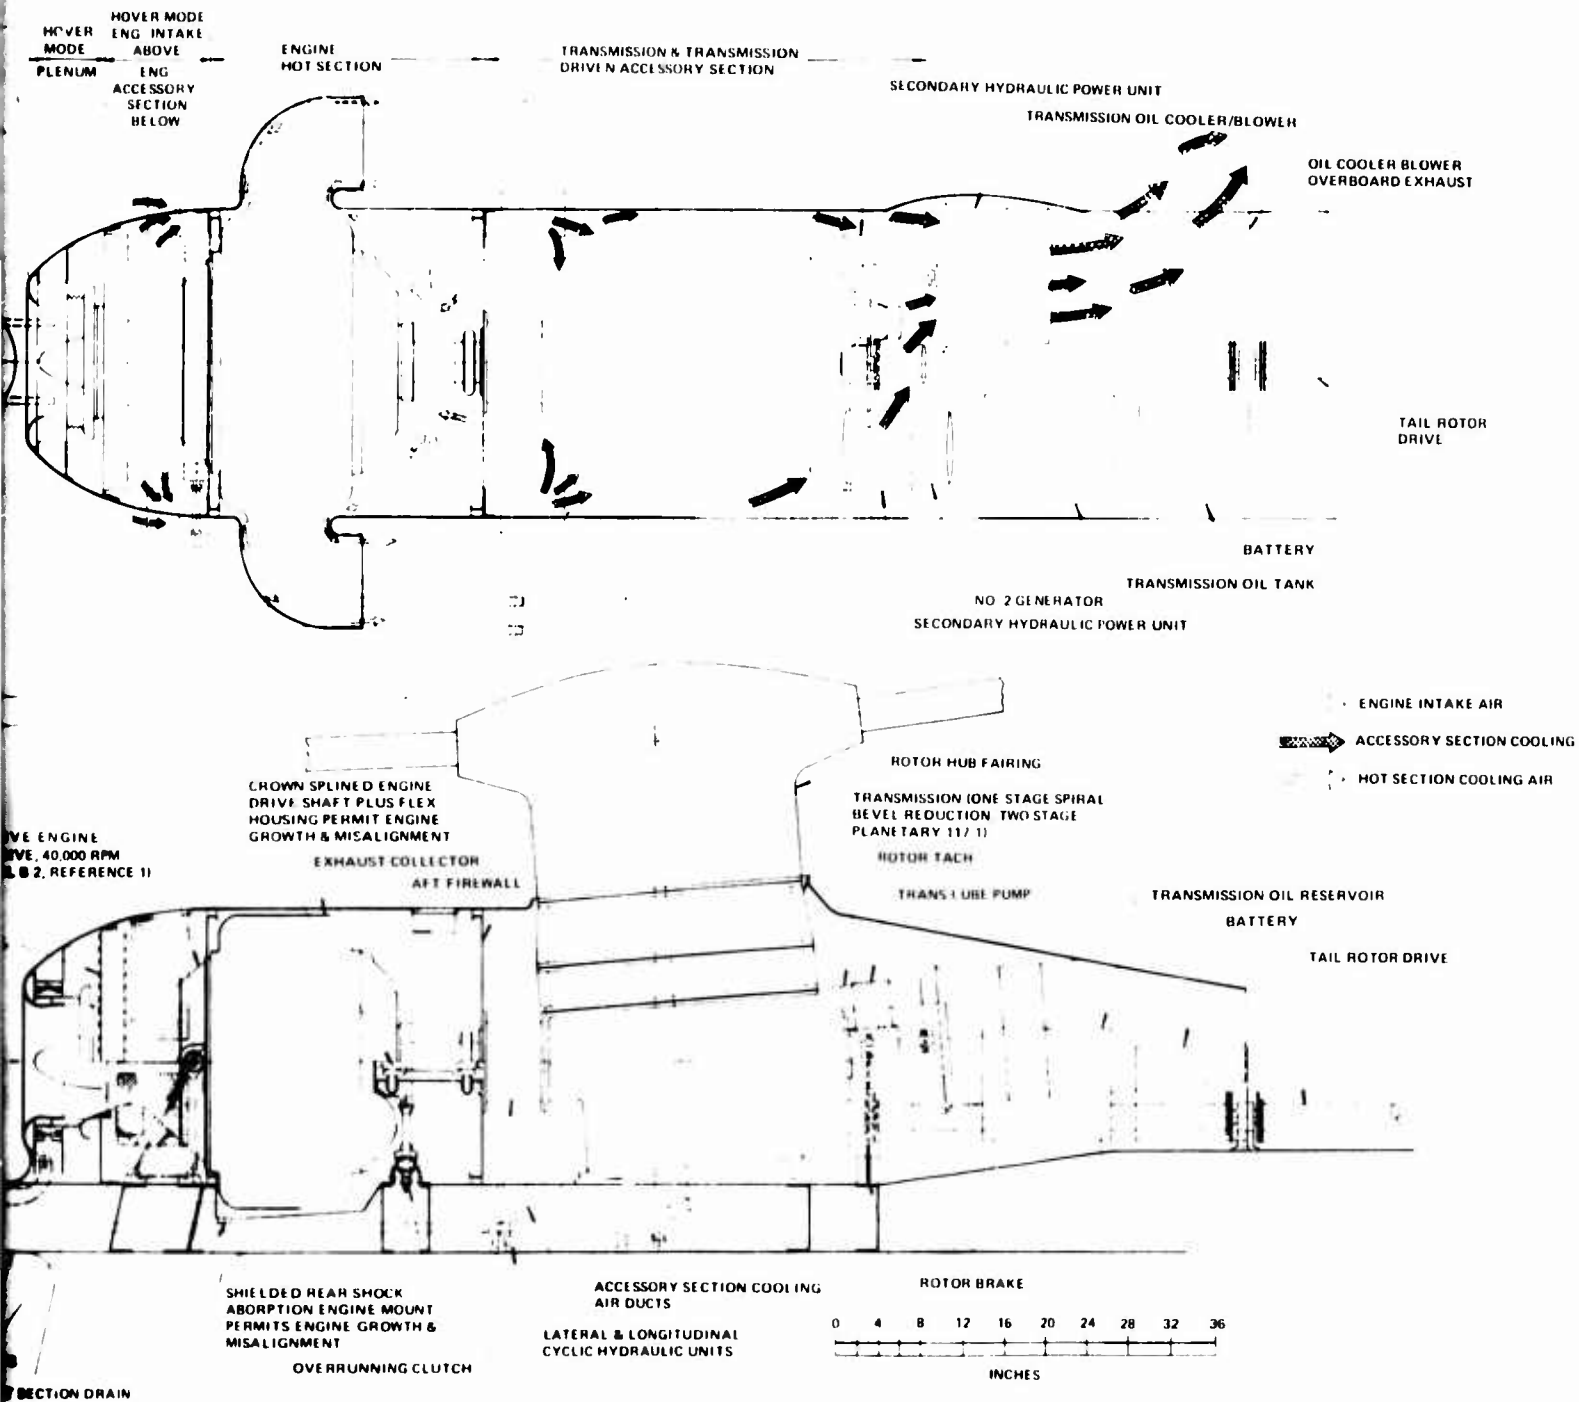 HOVER
MODE
PLENUM
HOVER MODE
ENG INTAKE
ABOVE
ENG
ACCESSORY
SECTION
BELOW
ENGINE
HOT SECTION
TRANSMISSION & TRANSMISSION
DRIVEN ACCESSORY SECTION
SECONDARY HYDRAULIC POWER UNIT
TRANSMISSION OIL COOLER/BLOWER
OIL COOLER BLOWER
OVERBOARD EXHAUST
TAIL ROTOR
DRIVE
BATTERY
TRANSMISSION OIL TANK
NO 2 GENERATOR
SECONDARY HYDRAULIC POWER UNIT
ENGINE INTAKE AIR
ACCESSORY SECTION COOLING
HOT SECTION COOLING AIR
ROTOR HUB FAIRING
CROWN SPLINED ENGINE
DRIVE SHAFT PLUS FLEX
HOUSING PERMIT ENGINE
GROWTH & MISALIGNMENT
TRANSMISSION (ONE STAGE SPIRAL
BEVEL REDUCTION TWO STAGE
PLANETARY 11/ 1)
VE ENGINE
VE, 40,000 RPM
& 2, REFERENCE 1)
EXHAUST COLLECTOR
AFT FIREWALL
ROTOR TACH
TRANS LUBE PUMP
TRANSMISSION OIL RESERVOIR
BATTERY
TAIL ROTOR DRIVE
SHIELDED REAR SHOCK
ABORPTION ENGINE MOUNT
PERMITS ENGINE GROWTH &
MISALIGNMENT
OVERRUNNING CLUTCH
ACCESSORY SECTION COOLING
AIR DUCTS
LATERAL & LONGITUDINAL
CYCLIC HYDRAULIC UNITS
ROTOR BRAKE
0 4 8 12 16 20 24 28 32 36
INCHES
SECTION DRAIN